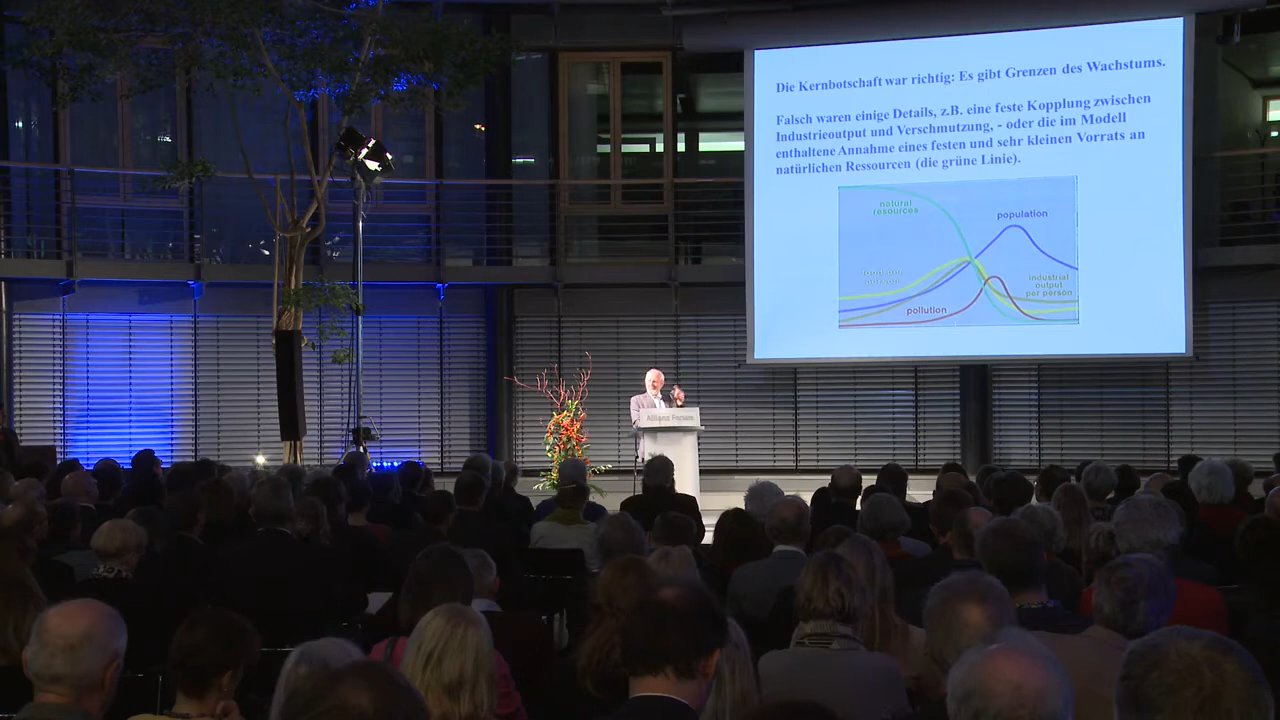 Die Kernbotschaft war richtig: Es gibt Grenzen des Wachstums.
Falsch waren einige Details, z.B. eine feste Kopplung zwischen
Industrieoutput und Verschmutzung, - oder die im Modell
enthaltene Annahme eines festen und sehr kleinen Vorrats an
natürlichen Ressourcen (die grüne Linie).
natural
resources
population
industrial
output
per person
pollution
Allianz Forum